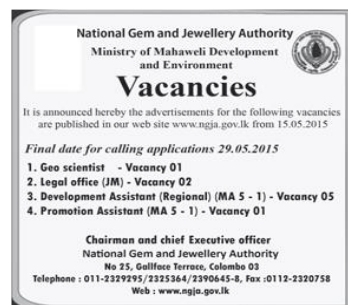 National Gem and Jewellery Authority
Ministry of Mahaweli Development
and Environment
Vacancies
It is announced hereby the advertisements for the following vacancies
are published in our web site www.ngja.gov.lk from 15.05.2015
Final date for calling applications 29.05.2015
1. Geo scientist - Vacancy 01
2. Legal office (JM) - Vacancy 02
3. Development Assistant (Regional) (MA 5 - 1) - Vacancy 05
4. Promotion Assistant (MA 5 - 1) - Vacancy 01
Chairman and chief Executive officer
National Gem and Jewellery Authority
No 25, Gallface Terrace, Colombo 03
Telephone : 011-2329295/2325364/2390645-8, Fax :0112-2320758
Web : www.ngja.gov.lk